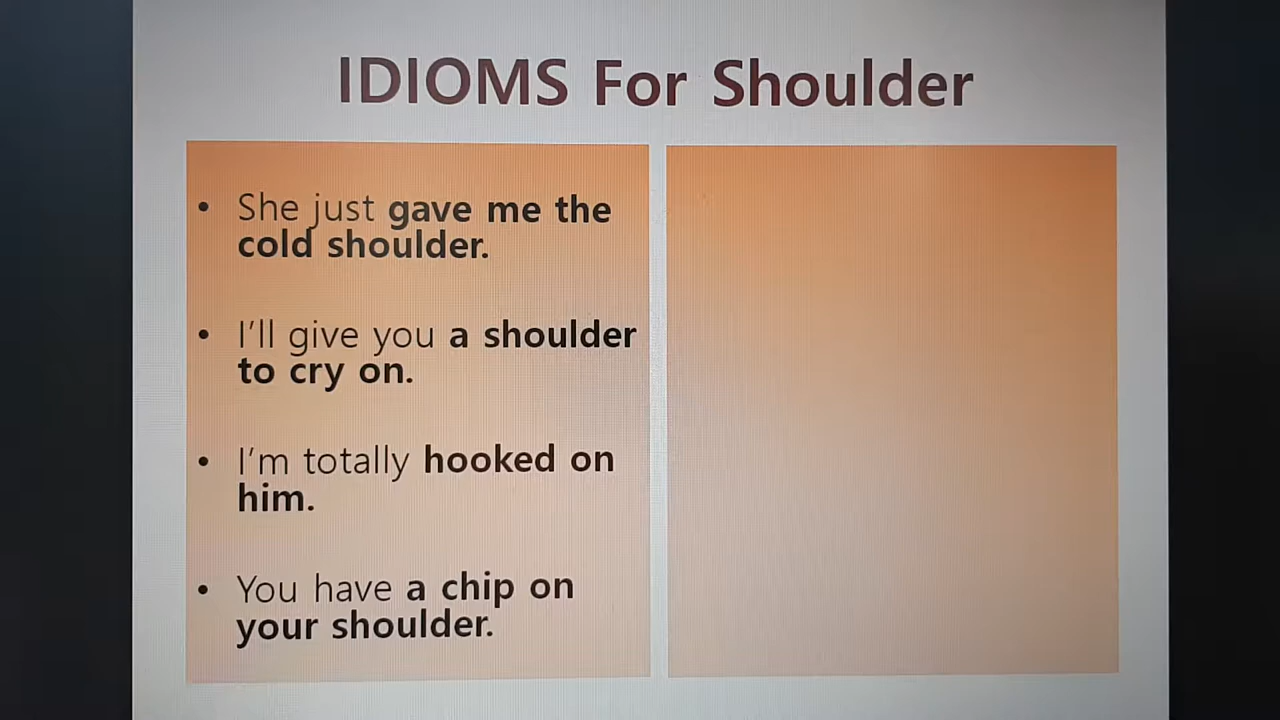 IDIOMS For Shoulder
• She just gave me the
cold shoulder.
• I'll give you a shoulder
to cry on.
• I'm totally hooked on
him.
• You have a chip on
your shoulder.